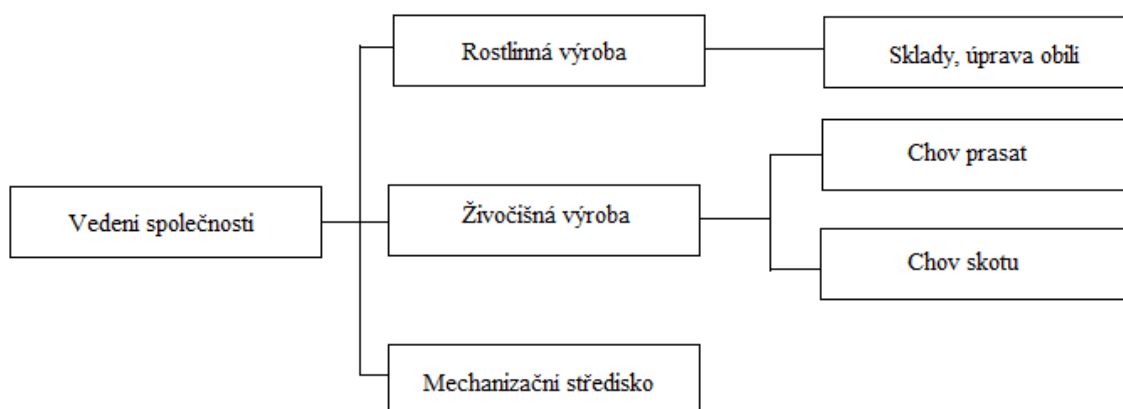 Rostlinná výroba
Sklady, úprava obilí
Chov prasat
Vedení společnosti
Živočišná výroba
Chov skotu
Mechanizační středisko